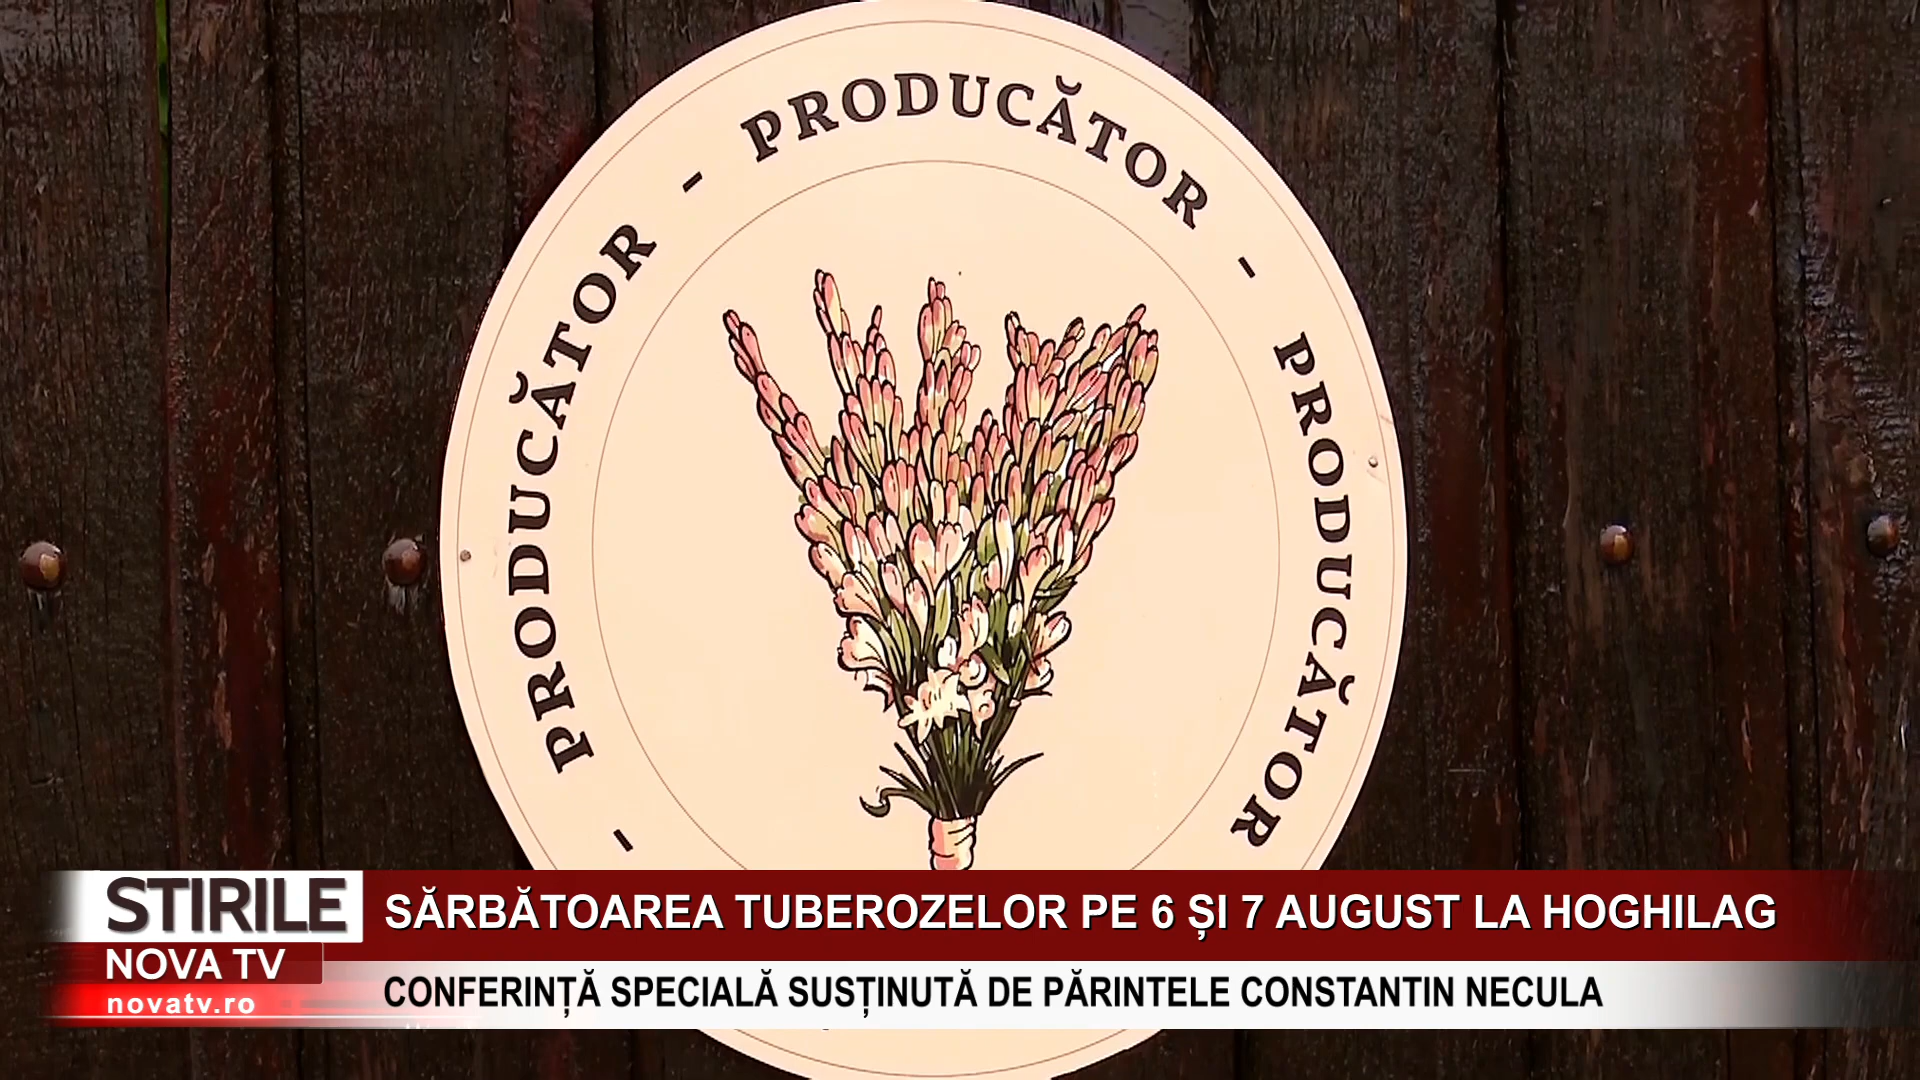 PRODUCĂTOR - PRODUCĂTOR - PRODUCĂTOR -
STIRILE
NOVA TV
novatv.ro
SĂRBĂTOAREA TUBEROZELOR PE 6 ȘI 7 AUGUST LA HOGHILAG
CONFERINȚĂ SPECIALĂ SUSȚINUTĂ DE PĂRINTELE CONSTANTIN NECULA